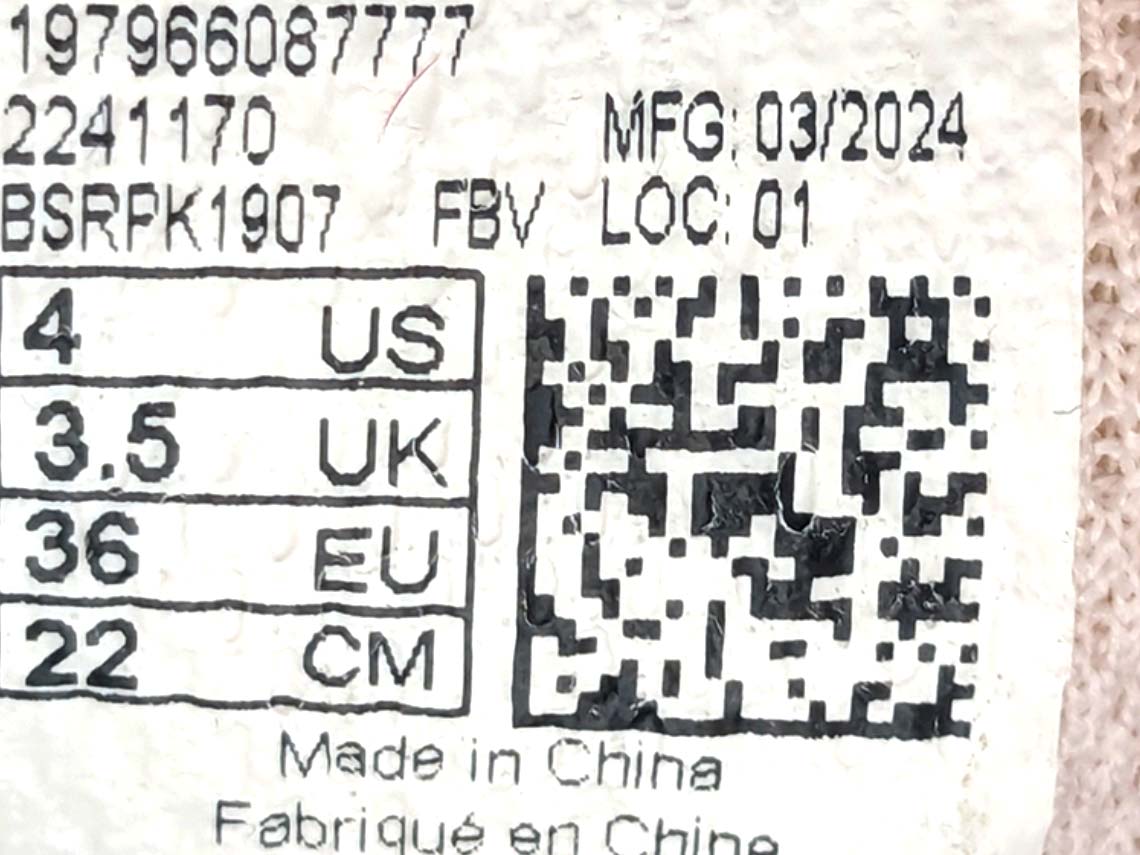 197966087777
2241170 MFG: 03/2024
BSRPK1907 FBV LOC: 01
4 US
3.5 UK
36 EU
22 CM
Made in China
Fabriqué en Chine